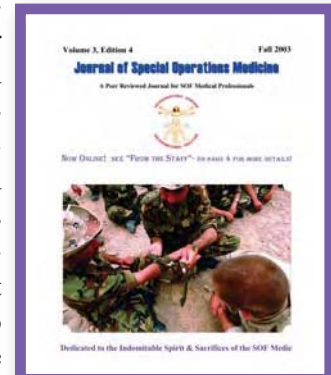 Volume 3, Edition 4 Fall 2003
Journal of Special Operations Medicine
A Peer Reviewed Journal for SOF Medical Professionals
NOW ONLINE! SEE "FROM THE STAFF"- ON PAGE 4 FOR MORE DETAILS!
Dedicated to the Indomitable Spirit & Sacrifices of the SOF Medic